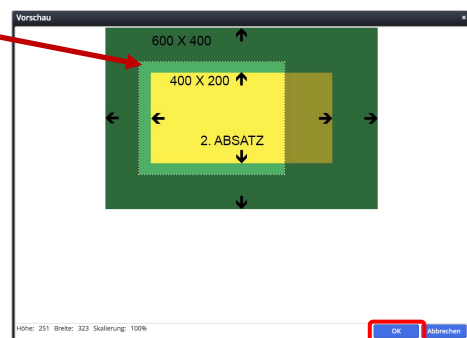 Vorschau ×
600 X 400
400 X 200
2. ABSATZ
Höhe: 251 Breite: 323 Skalierung: 100%
OK Abbrechen